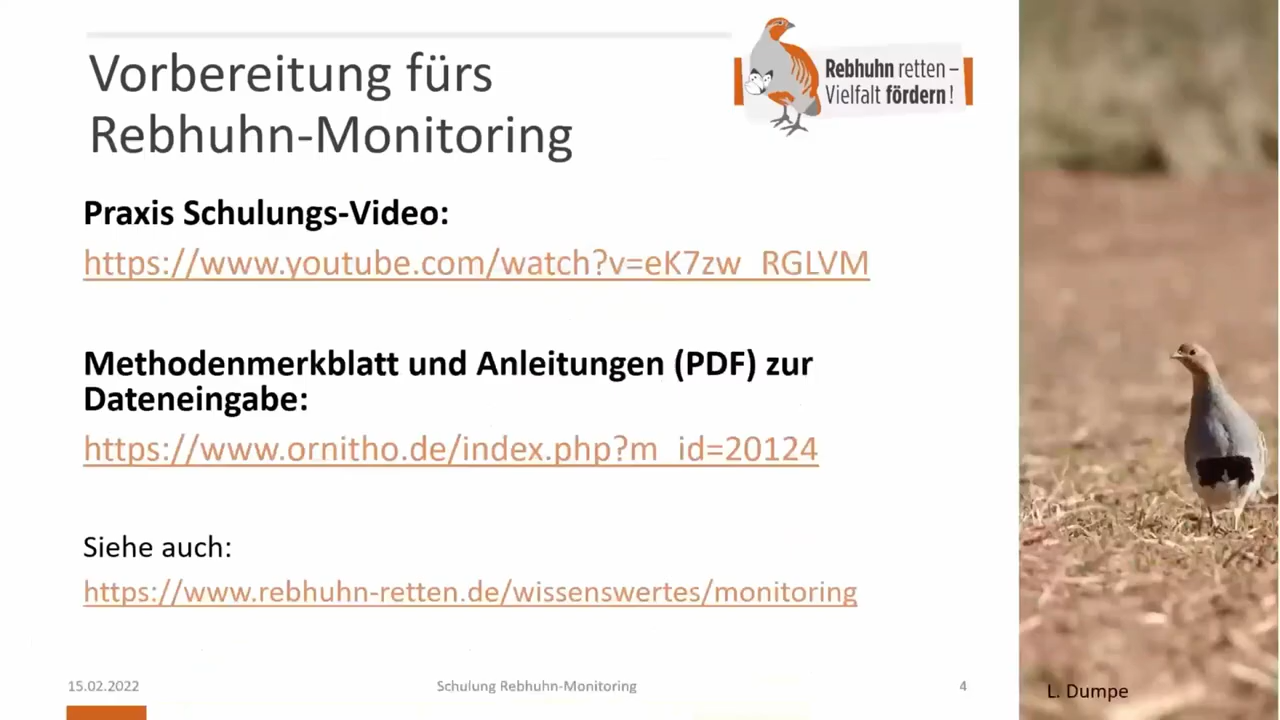 Vorbereitung fürs
Rebhuhn-Monitoring
Rebhuhn retten –
Vielfalt fördern!
Praxis Schulungs-Video:
https://www.youtube.com/watch?v=eK7zw_RGLVM
Methodenmerkblatt und Anleitungen (PDF) zur
Dateneingabe:
https://www.ornitho.de/index.php?m_id=20124
Siehe auch:
https://www.rebhuhn-retten.de/wissenswertes/monitoring
15.02.2022
Schulung Rebhuhn-Monitoring
4
L. Dumpe